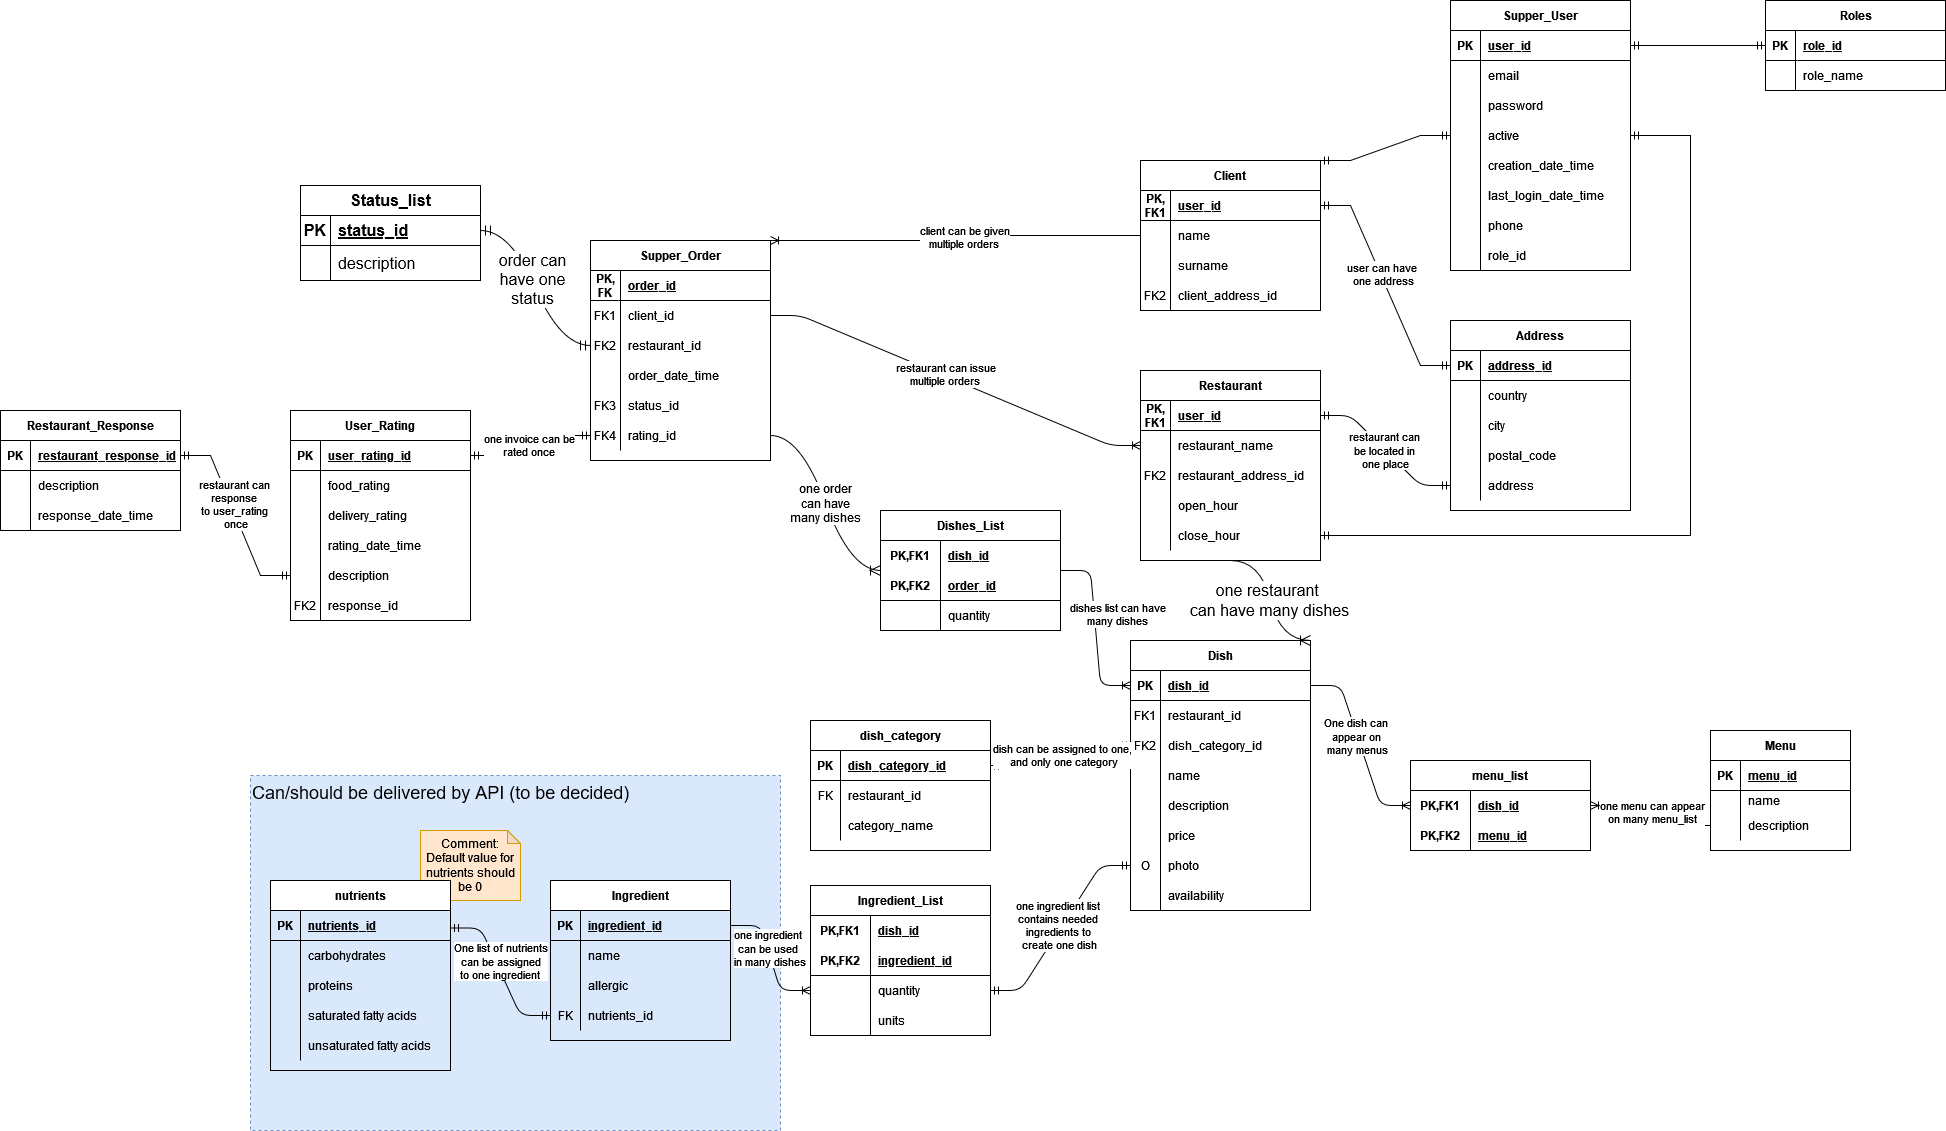 Supper_User
PK user_id
email
password
active
creation_date_time
last_login_date_time
phone
role_id
Roles
PK role_id
role_name
Client
PK,
FK1 user_id
name
surname
FK2 client_address_id
Status_list
PK status_id
description
order can
have one
status
Supper_Order
PK,
FK order_id
FK1 client_id
FK2 restaurant_id
order_date_time
FK3 status_id
FK4 rating_id
client can be given
multiple orders
user can have
one address
Address
PK address_id
country
city
postal_code
address
restaurant can issue
multiple orders
Restaurant
PK,
FK1 user_id
restaurant_name
FK2 restaurant_address_id
open_hour
close_hour
restaurant can
be located in
one place
Restaurant_Response
PK restaurant_response_id
description
response_date_time
restaurant can
response
to user_rating
once
User_Rating
PK user_rating_id
food_rating
delivery_rating
rating_date_time
description
FK2 response_id
one invoice can be
rated once
one order
can have
many dishes
Dishes_List
PK,FK1 dish_id
PK,FK2 order_id
quantity
dishes list can have
many dishes
one restaurant
can have many dishes
Dish
PK dish_id
FK1 restaurant_id
FK2 dish_category_id
name
description
price
O photo
availability
dish_category
PK dish_category_id
FK restaurant_id
category_name
dish can be assigned to one,
and only one category
One dish can
appear on
many menus
menu_list
PK,FK1 dish_id
PK,FK2 menu_id
one menu can appear
on many menu_list
Menu
PK menu_id
name
description
Can/should be delivered by API (to be decided)
Comment:
Default value for
nutrients should
be 0
nutrients
PK nutrients_id
carbohydrates
proteins
saturated fatty acids
unsaturated fatty acids
One list of nutrients
can be assigned
to one ingredient
Ingredient
PK ingredient_id
name
allergic
FK nutrients_id
one ingredient
can be used
in many dishes
Ingredient_List
PK,FK1 dish_id
PK,FK2 ingredient_id
quantity
units
one ingredient list
contains needed
ingredients to
create one dish